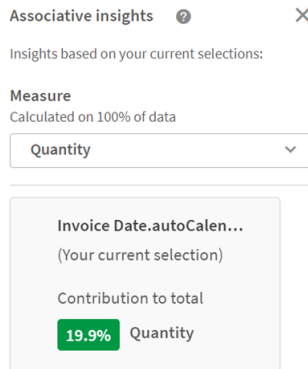 Associative insights
Insights based on your current selections:
Measure
Calculated on 100% of data
Quantity
Invoice Date.autoCalen...
(Your current selection)
Contribution to total
19.9% Quantity